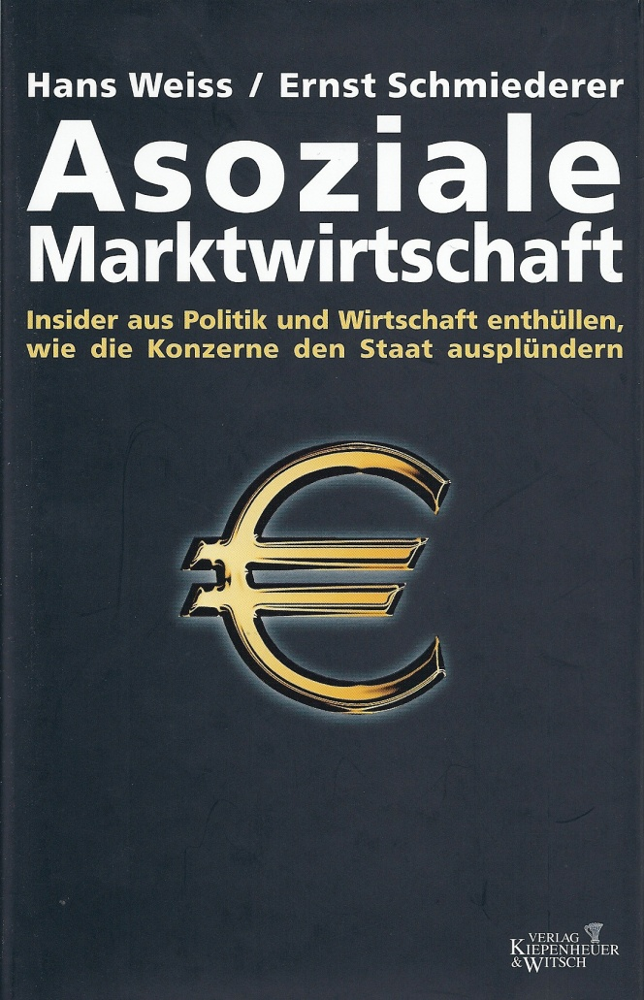 Hans Weiss / Ernst Schmiederer
Asoziale
Marktwirtschaft
Insider aus Politik und Wirtschaft enthüllen,
wie die Konzerne den Staat ausplündern
€
VERLAG
KIEPENHEUER
& WITSCH